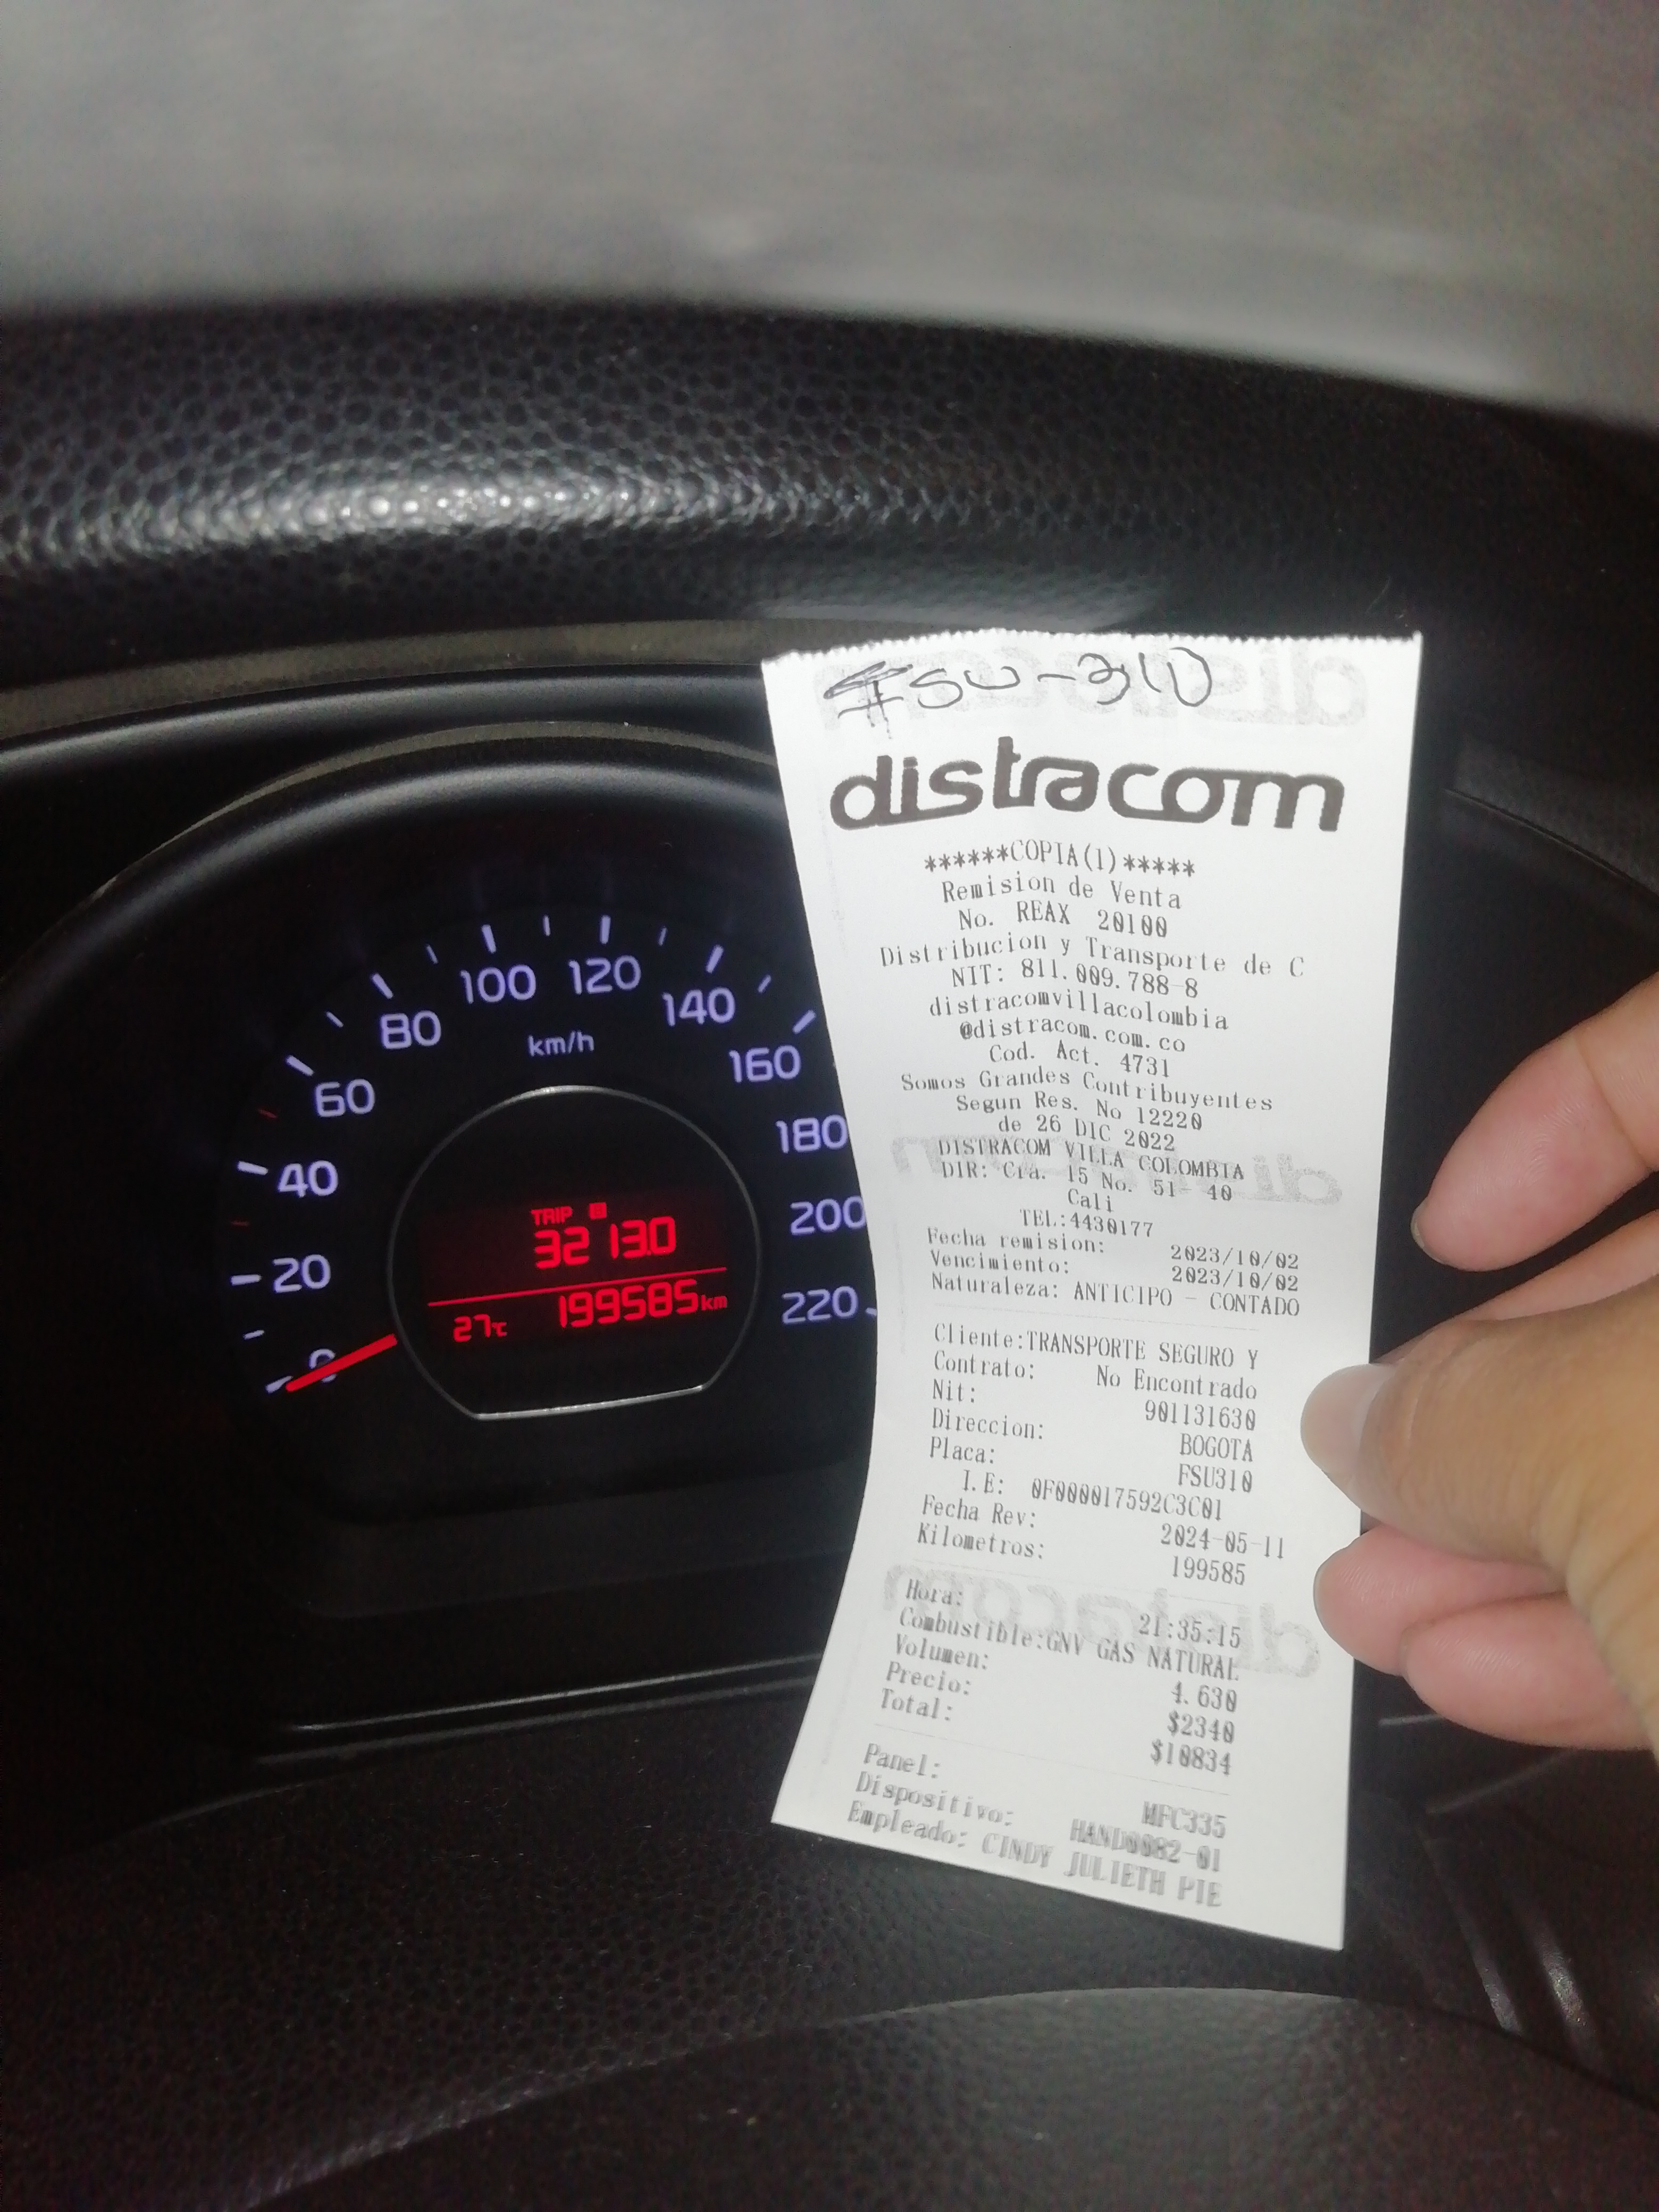 100 120
80 140
km/h
60 160
180
40
200
TRIP B
3213.0
20
220
27°C 199585km
0
FSU-310
distracom
******COPIA(1)*****
Remision de Venta
No. REAX 20100
Distribucion y Transporte de C
NIT: 811.009.788-8
distracomvillacolombia
@distracom.com.co
Cod. Act. 4731
Somos Grandes Contribuyentes
Segun Res. No 12220
de 26 DIC 2022
DISTRACOM VILLA COLOMBIA
DIR: Cra. 15 No. 51- 40
Cali
TEL:4430177
Fecha remision: 2023/10/02
Vencimiento: 2023/10/02
Naturaleza: ANTICIPO - CONTADO
Cliente:TRANSPORTE SEGURO Y
Contrato: No Encontrado
Nit: 901131630
Direccion: BOGOTA
Placa: FSU310
I.E: 0F000017592C3C01
Fecha Rev: 2024-05-11
Kilometros: 199585
Hora: 21:35:15
Combustible:GNV GAS NATURAL
Volumen: 4.630
Precio: $2340
Total: $10834
Panel: MFC335
Dispositivo: HAND0082-01
Empleado: CINDY JULIETH PIE